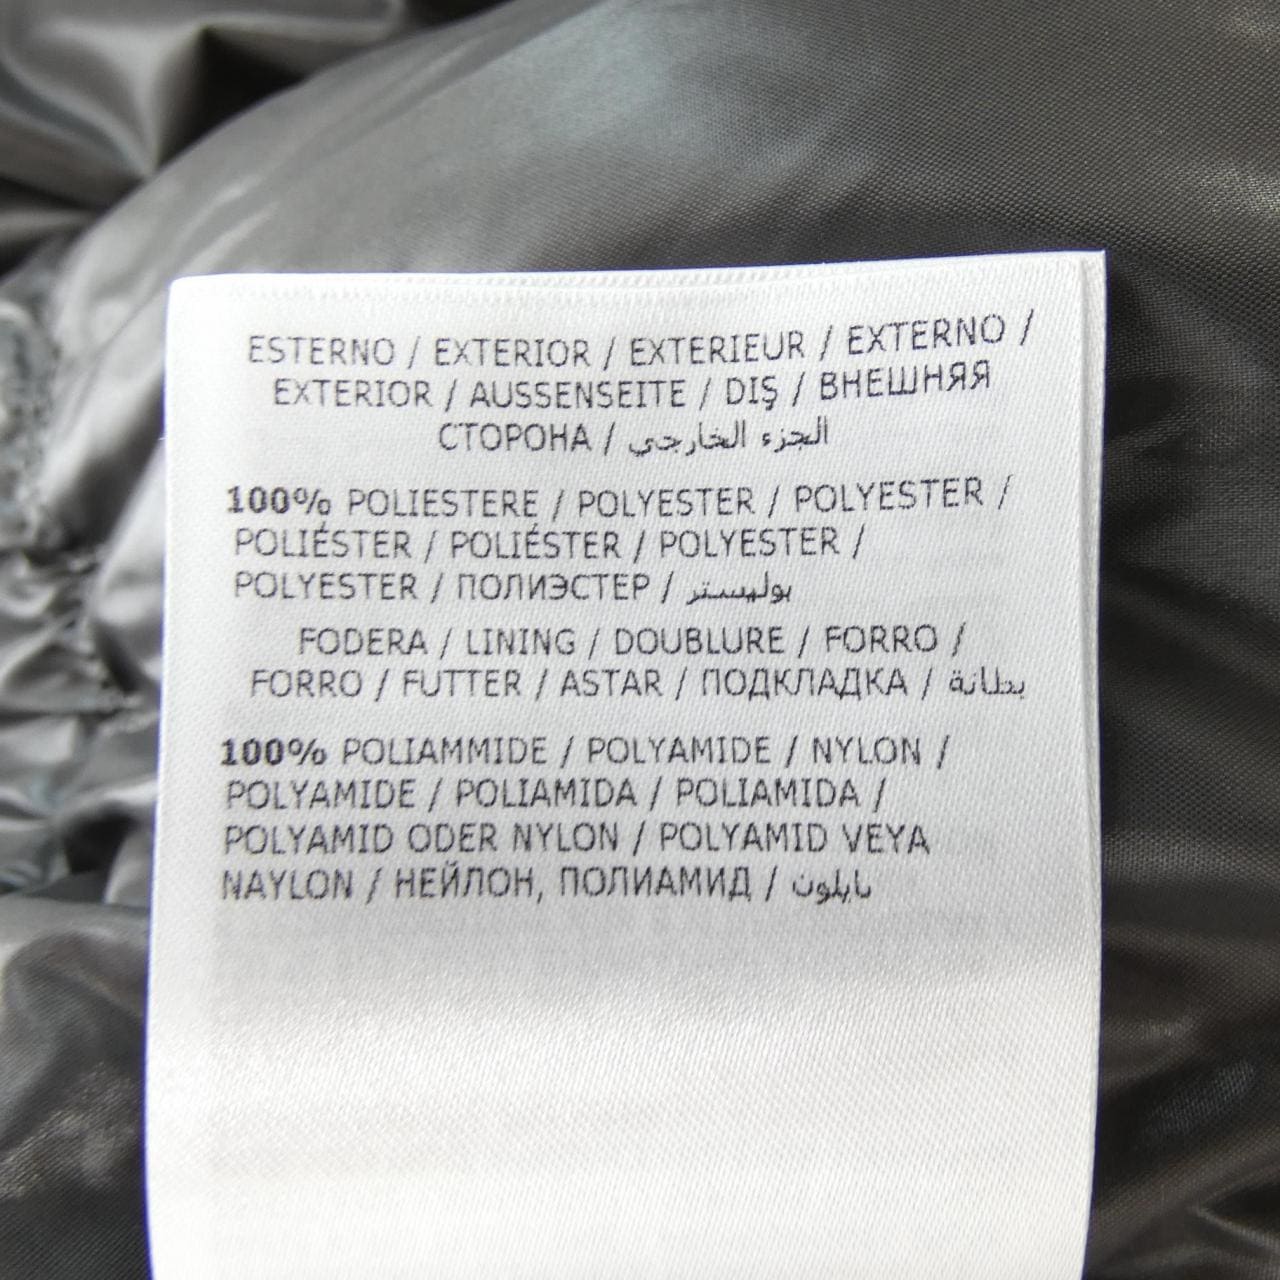 ESTERNO / EXTERIOR / EXTERIEUR / EXTERNO /
EXTERIOR / AUSSENSEITE / DIŞ / ВНЕШНЯЯ
СТОРОНА / الجزء الخارجي
100% POLIESTERE / POLYESTER / POLYESTER /
POLIÉSTER / POLIÉSTER / POLYESTER /
POLYESTER / ПОЛИЭСТЕР / بوليستر
FODERA / LINING / DOUBLURE / FORRO /
FORRO / FUTTER / ASTAR / ПОДКЛАДКА / بطانة
100% POLIAMMIDE / POLYAMIDE / NYLON /
POLYAMIDE / POLIAMIDA / POLIAMIDA /
POLYAMID ODER NYLON / POLYAMID VEYA
NAYLON / НЕЙЛОН, ПОЛИАМИД / نايلون